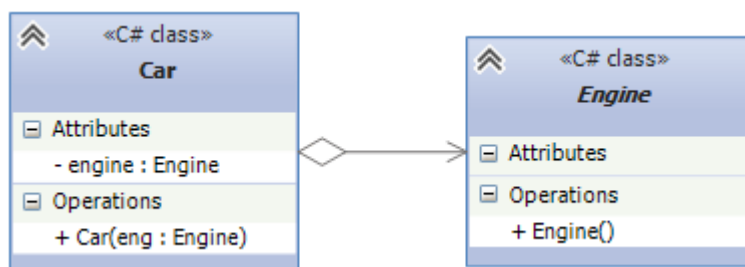 «C# class»
Car
Attributes
- engine : Engine
Operations
+ Car(eng : Engine)
«C# class»
Engine
Attributes
Operations
+ Engine()